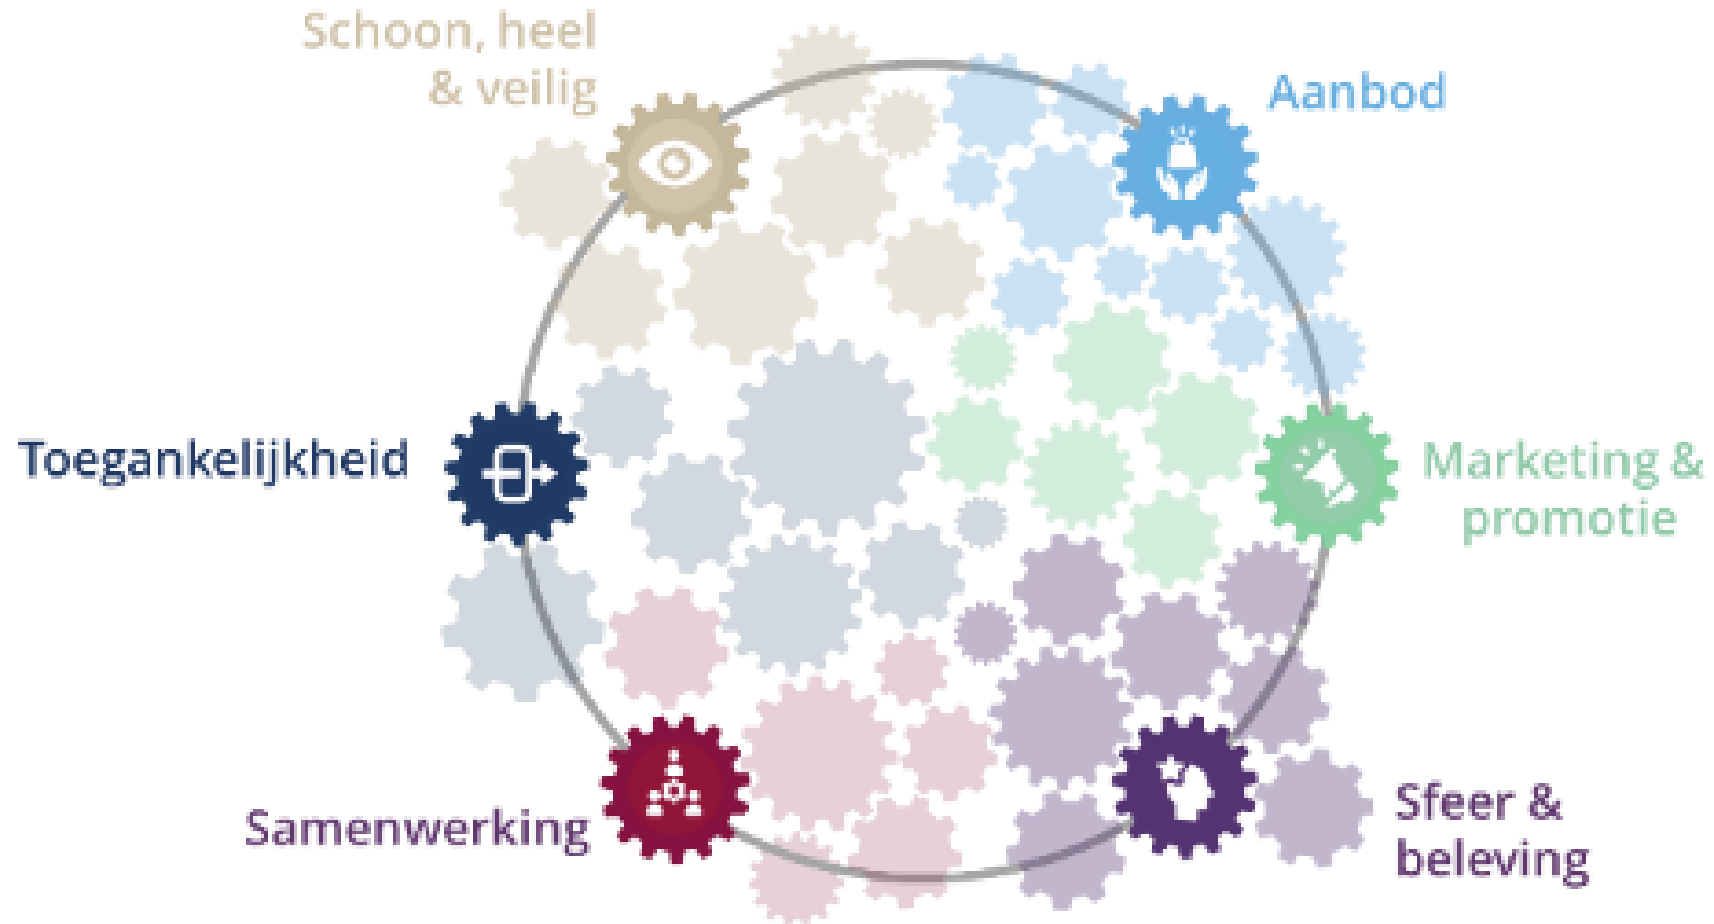 Schoon, heel
& veilig
Aanbod
Toegankelijkheid
Marketing &
promotie
Samenwerking
Sfeer &
beleving